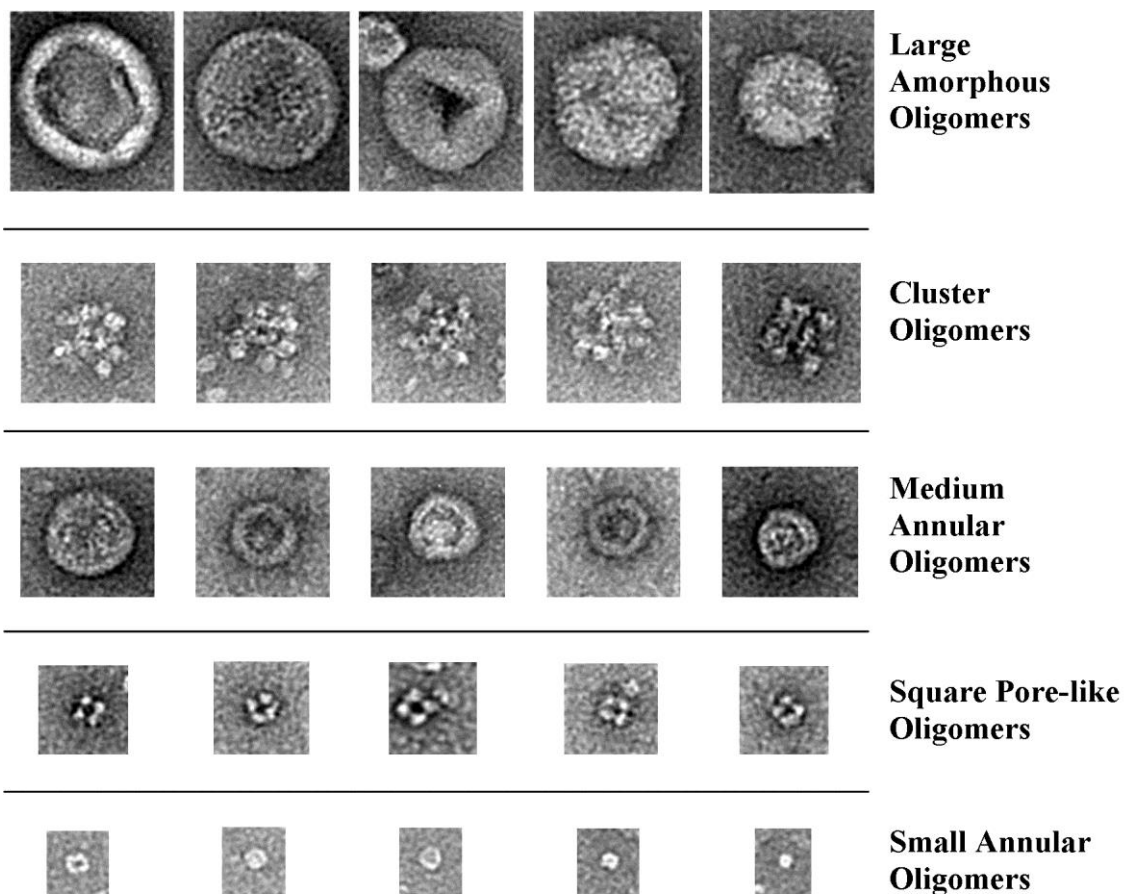 Large
Amorphous
Oligomers
Cluster
Oligomers
Medium
Annular
Oligomers
Square Pore-like
Oligomers
Small Annular
Oligomers